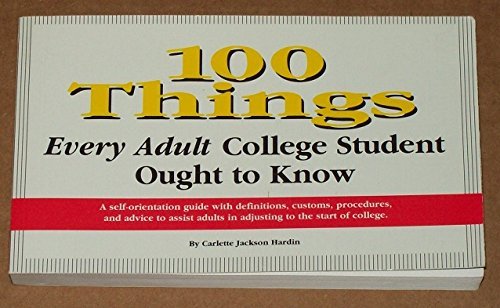 100
Things
Every Adult College Student
Ought to Know
A self-orientation guide with definitions, customs, procedures,
and advice to assist adults in adjusting to the start of college.
By Carlette Jackson Hardin